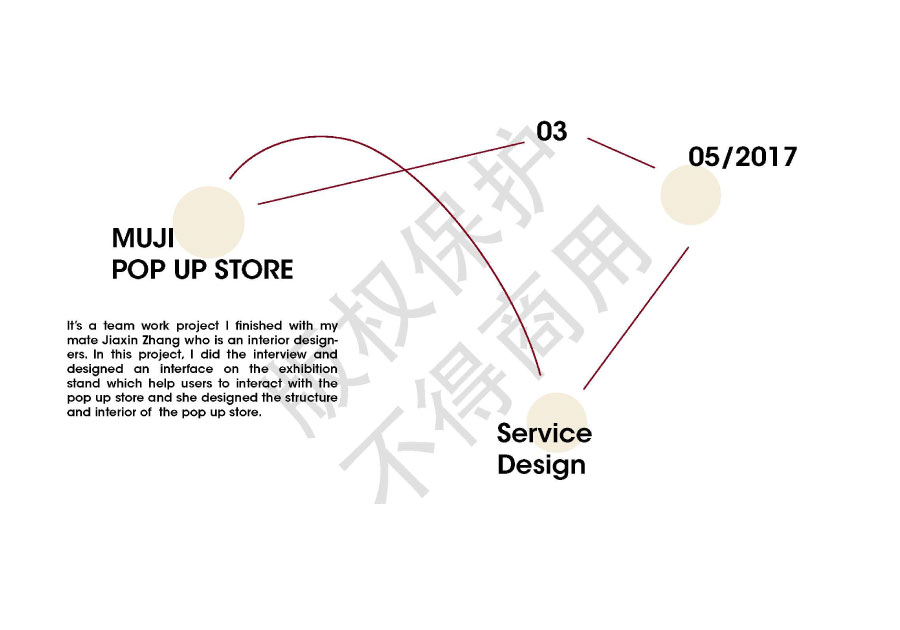 03
05/2017
MUJI
POP UP STORE
It's a team work project I finished with my
mate Jiaxin Zhang who is an interior design-
ers. In this project, I did the interview and
designed an interface on the exhibition
stand which help users to interact with the
pop up store and she designed the structure
and interior of the pop up store.
Service
Design
版权保护
不得商用